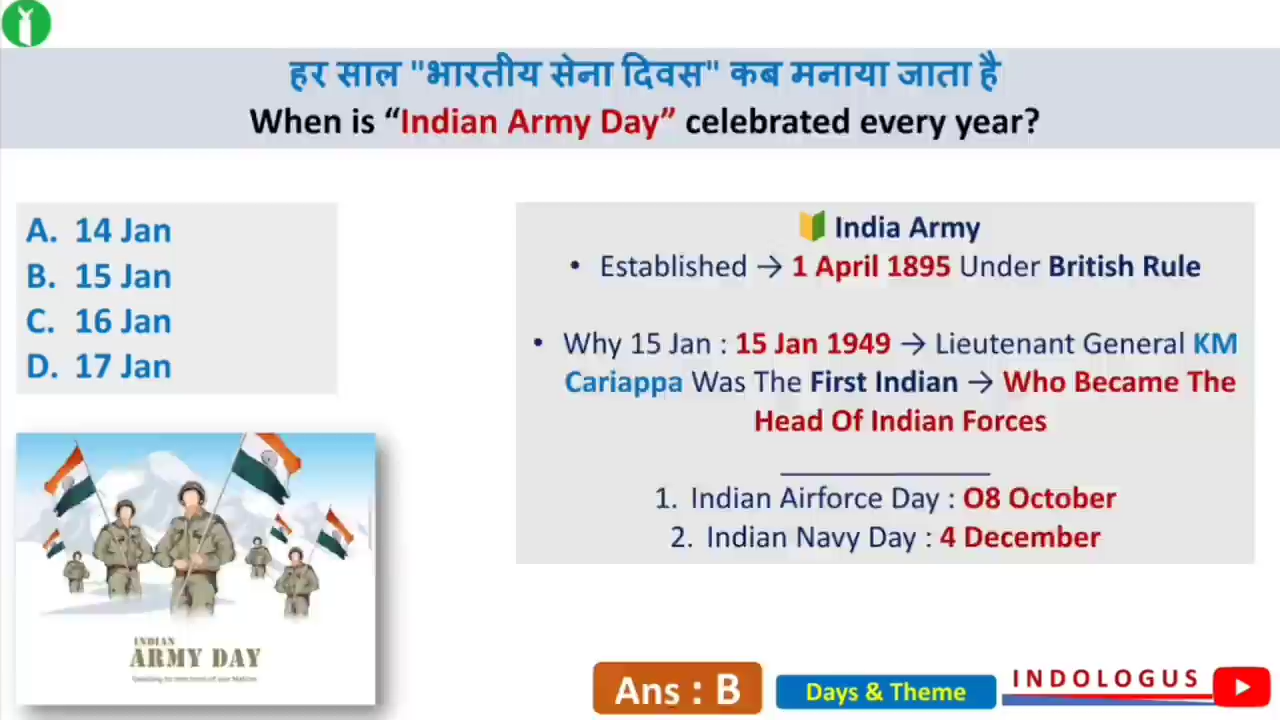 हर साल "भारतीय सेना दिवस" कब मनाया जाता है
When is “Indian Army Day” celebrated every year?
A. 14 Jan
B. 15 Jan
C. 16 Jan
D. 17 Jan
India Army
• Established → 1 April 1895 Under British Rule
• Why 15 Jan : 15 Jan 1949 → Lieutenant General KM
Cariappa Was The First Indian → Who Became The
Head Of Indian Forces
1. Indian Airforce Day : O8 October
2. Indian Navy Day : 4 December
INDIAN
ARMY DAY
Ans : B
Days & Theme
INDOLOGUS